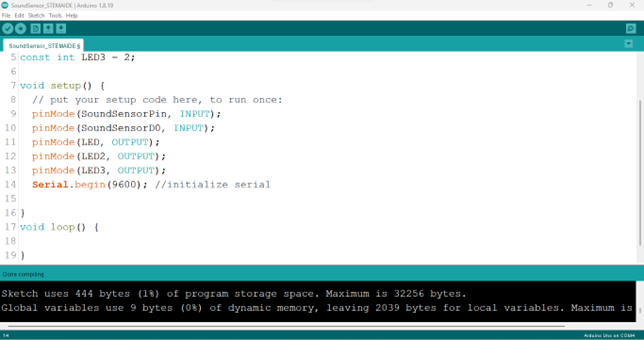 SoundSensor_STEMAIDE | Arduino 1.8.19
File Edit Sketch Tools Help
SoundSensor_STEMAIDE §
5 const int LED3 = 2;
6
7 void setup() {
8 // put your setup code here, to run once:
9 pinMode(SoundSensorPin, INPUT);
10 pinMode(SoundSensorD0, INPUT);
11 pinMode(LED, OUTPUT);
12 pinMode(LED2, OUTPUT);
13 pinMode(LED3, OUTPUT);
14 Serial.begin(9600); //initialize serial
15
16 }
17 void loop() {
18
19 }
Done compiling.
Sketch uses 444 bytes (1%) of program storage space. Maximum is 32256 bytes.
Global variables use 9 bytes (0%) of dynamic memory, leaving 2039 bytes for local variables. Maximum is
14
Arduino Uno on COM4